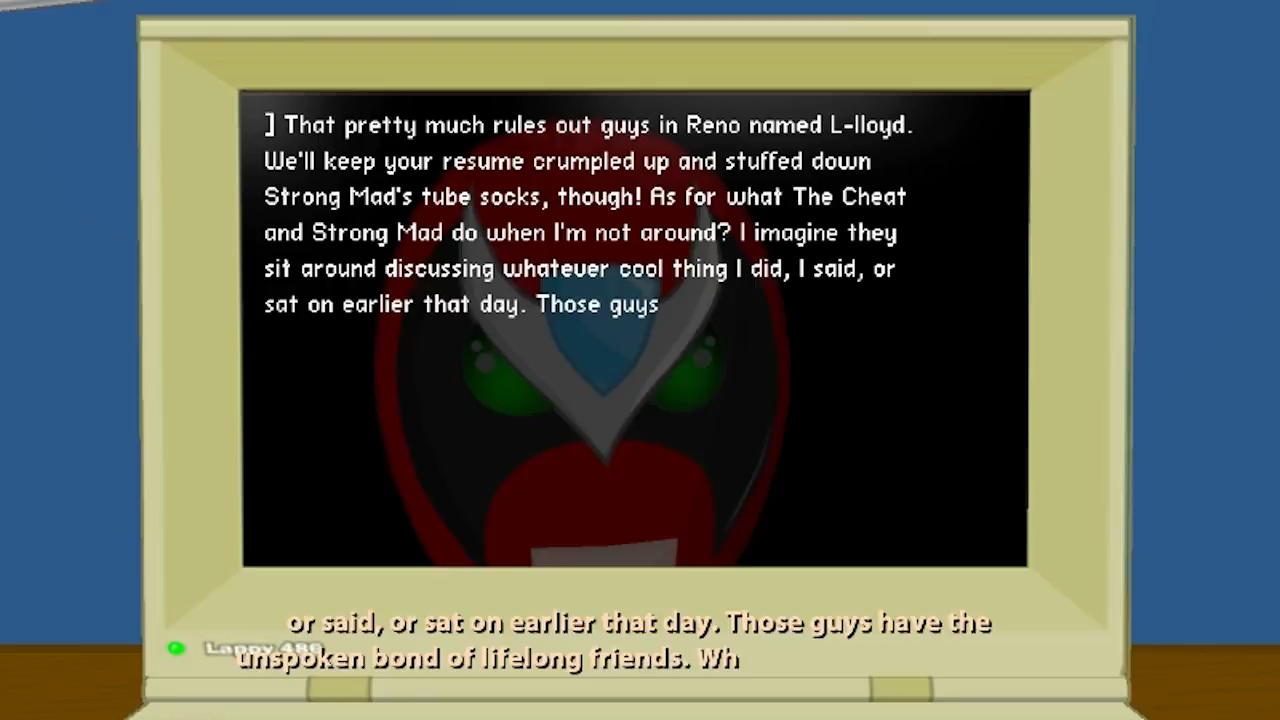 ] That pretty much rules out guys in Reno named L-lloyd.
We'll keep your resume crumpled up and stuffed down
Strong Mad's tube socks, though! As for what The Cheat
and Strong Mad do when I'm not around? I imagine they
sit around discussing whatever cool thing I did, I said, or
sat on earlier that day. Those guys
or said, or sat on earlier that day. Those guys have the
Lappy 486
unspoken bond of lifelong friends. Wh